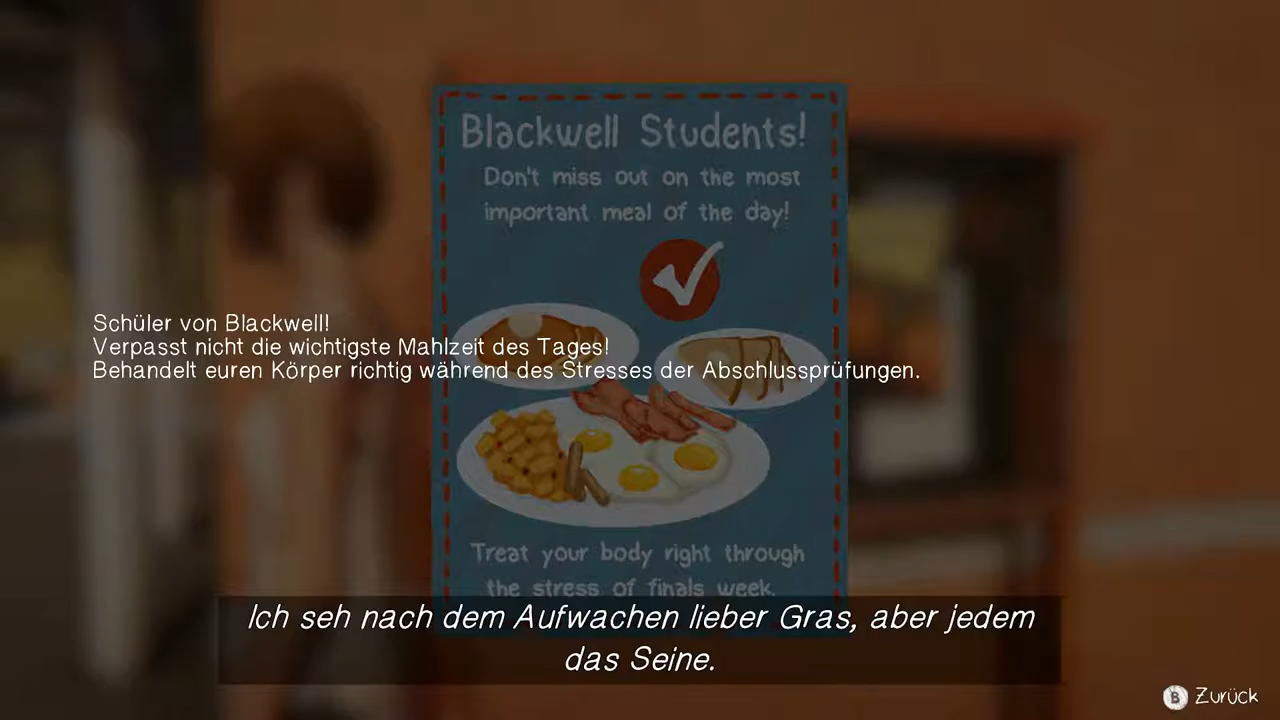 Blackwell Students!
Don't miss out on the most
important meal of the day!
Schüler von Blackwell!
Verpasst nicht die wichtigste Mahlzeit des Tages!
Behandelt euren Körper richtig während des Stresses der Abschlussprüfungen.
Treat your body right through
the stress of finals week.
Ich seh nach dem Aufwachen lieber Gras, aber jedem
das Seine.
B Zurück